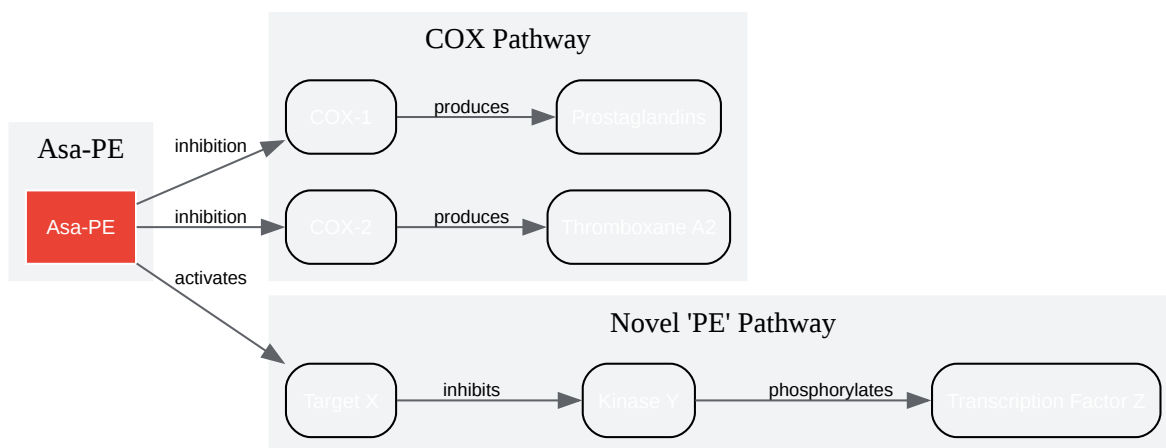 COX Pathway
COX-1
produces
Prostaglandins
Asa-PE
inhibition
Asa-PE
inhibition
COX-2
produces
Thromboxane A2
activates
Novel 'PE' Pathway
Target X
inhibits
Kinase Y
phosphorylates
Transcription Factor Z